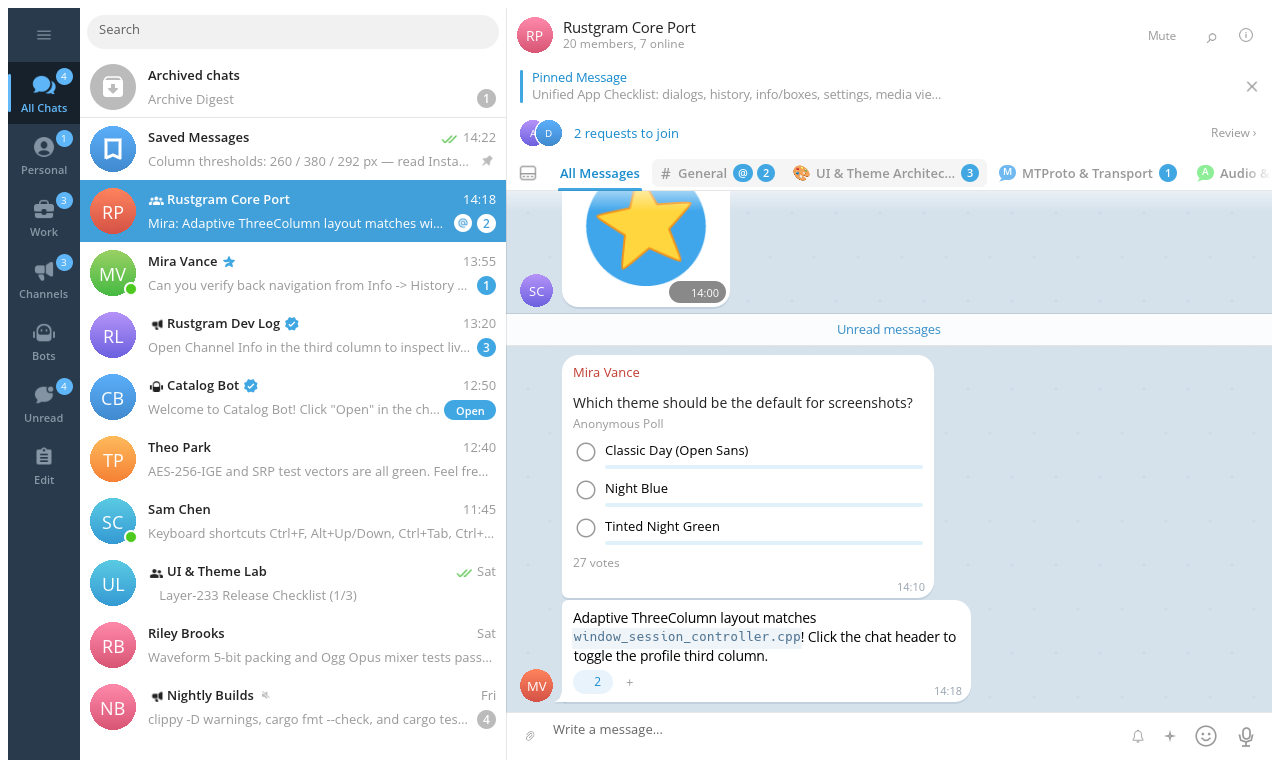 All Chats
4
Personal
1
Work
3
Channels
3
Bots
Unread
4
Edit
Search
Archived chats
Archive Digest
1
Saved Messages
14:22
Column thresholds: 260 / 380 / 292 px — read Insta...
RP
Rustgram Core Port
14:18
Mira: Adaptive ThreeColumn layout matches wi...
@
2
MV
Mira Vance
13:55
Can you verify back navigation from Info -> History ...
1
RL
Rustgram Dev Log
13:20
Open Channel Info in the third column to inspect liv...
3
CB
Catalog Bot
12:50
Welcome to Catalog Bot! Click "Open" in the ch...
Open
TP
Theo Park
12:40
AES-256-IGE and SRP test vectors are all green. Feel fre...
SC
Sam Chen
11:45
Keyboard shortcuts Ctrl+F, Alt+Up/Down, Ctrl+Tab, Ctrl+...
UL
UI & Theme Lab
Sat
Layer-233 Release Checklist (1/3)
RB
Riley Brooks
Sat
Waveform 5-bit packing and Ogg Opus mixer tests pass...
NB
Nightly Builds
Fri
clippy -D warnings, cargo fmt --check, and cargo tes...
4
RP
Rustgram Core Port
20 members, 7 online
Mute
Pinned Message
Unified App Checklist: dialogs, history, info/boxes, settings, media vie...
A
D
2 requests to join
Review ›
All Messages
# General @ 2
UI & Theme Architec... 3
M MTProto & Transport 1
A Audio &
SC
14:00
Unread messages
Mira Vance
Which theme should be the default for screenshots?
Anonymous Poll
Classic Day (Open Sans)
Night Blue
Tinted Night Green
27 votes
14:10
Adaptive ThreeColumn layout matches
window_session_controller.cpp! Click the chat header to
toggle the profile third column.
2
+
14:18
MV
Write a message...